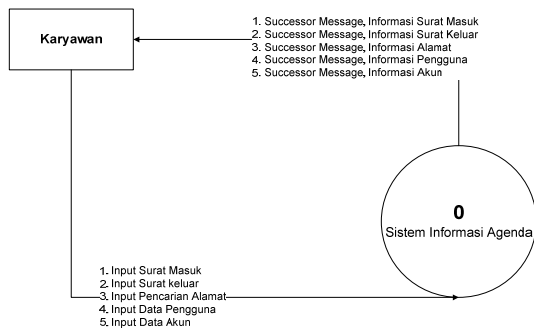 Karyawan
1. Successor Message, Informasi Surat Masuk
2. Successor Message, Informasi Surat Keluar
3. Successor Message, Informasi Alamat
4. Successor Message, Informasi Pengguna
5. Successor Message, Informasi Akun
0
Sistem Informasi Agenda
1. Input Surat Masuk
2. Input Surat keluar
3. Input Pencarian Alamat
4. Input Data Pengguna
5. Input Data Akun